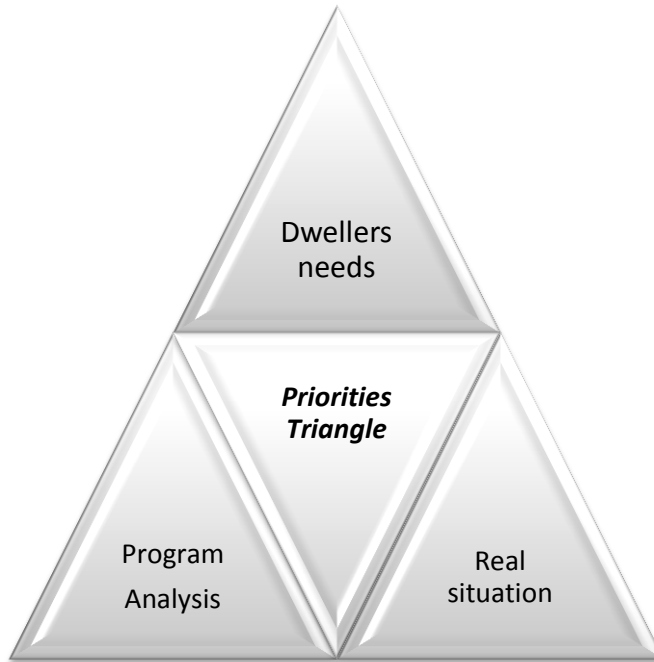 Dwellers
needs
Priorities
Triangle
Program
Analysis
Real
situation